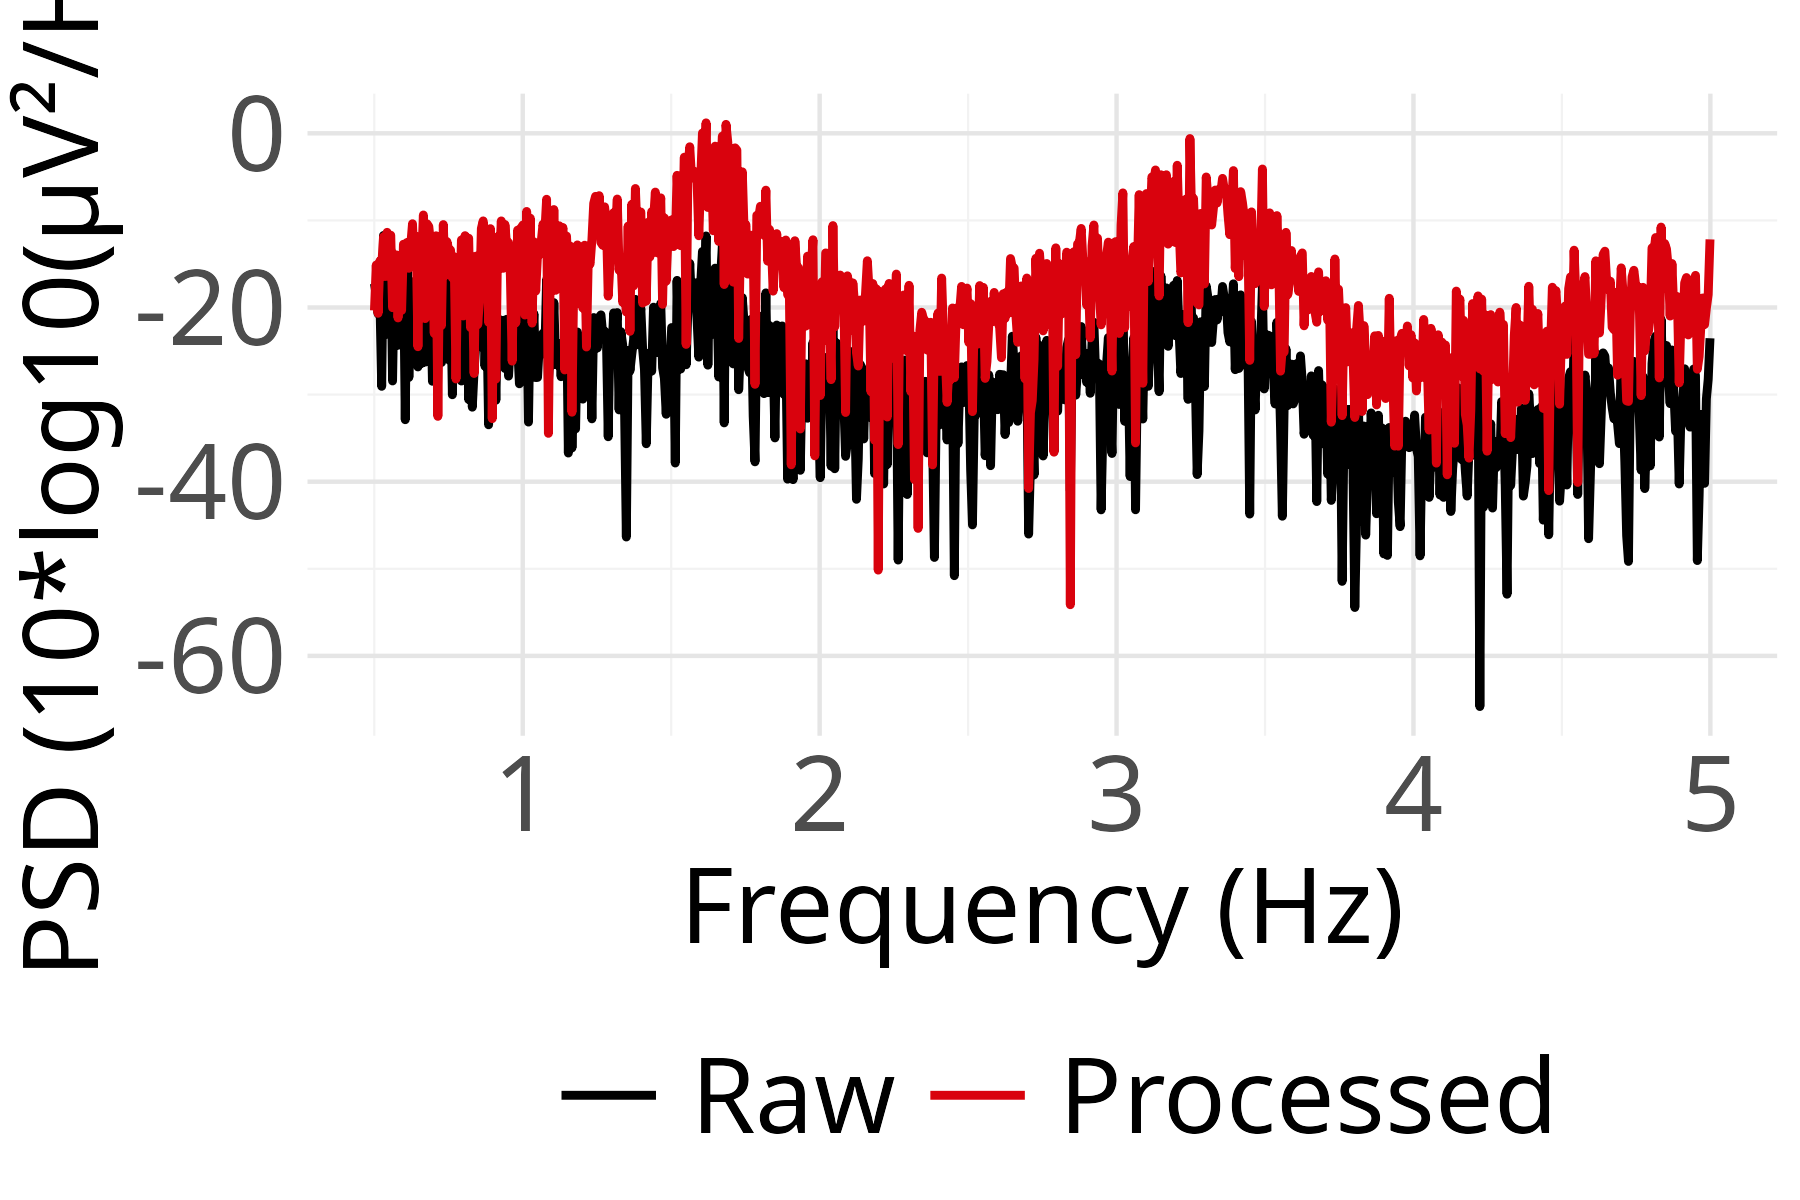 PSD (10*log10(µV²/H
0
-20
-40
-60
1 2 3 4 5
Frequency (Hz)
Raw Processed